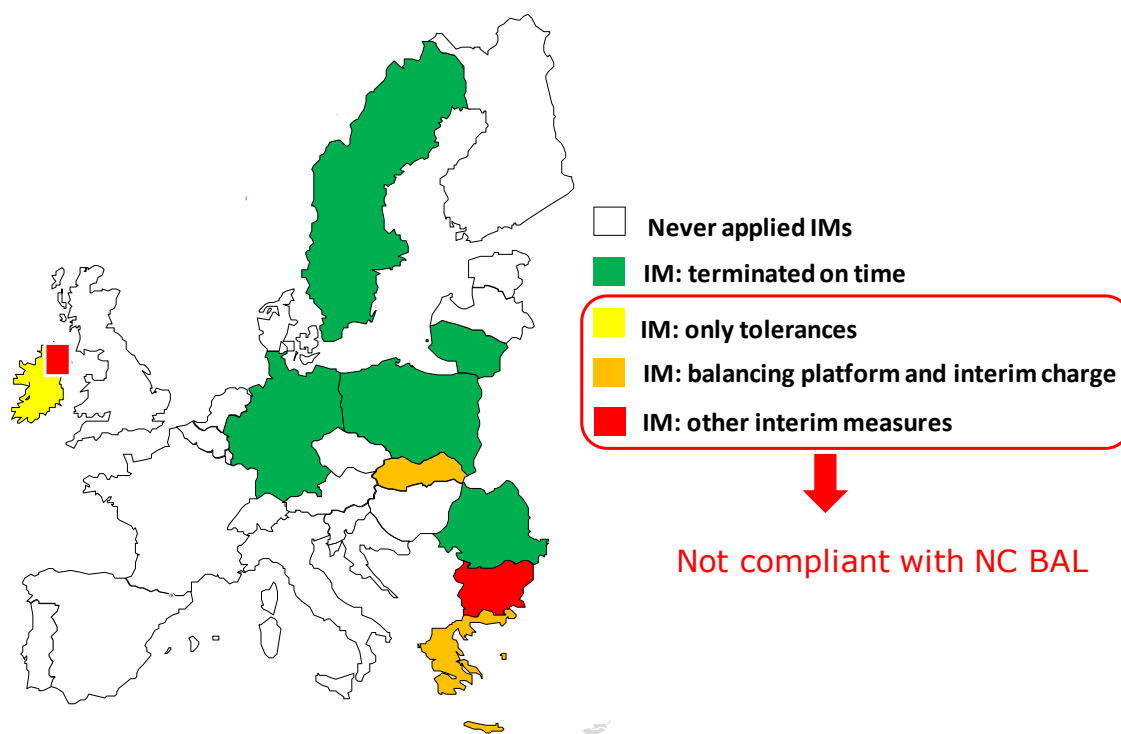 Never applied IMs
IM: terminated on time
IM: only tolerances
IM: balancing platform and interim charge
IM: other interim measures
Not compliant with NC BAL